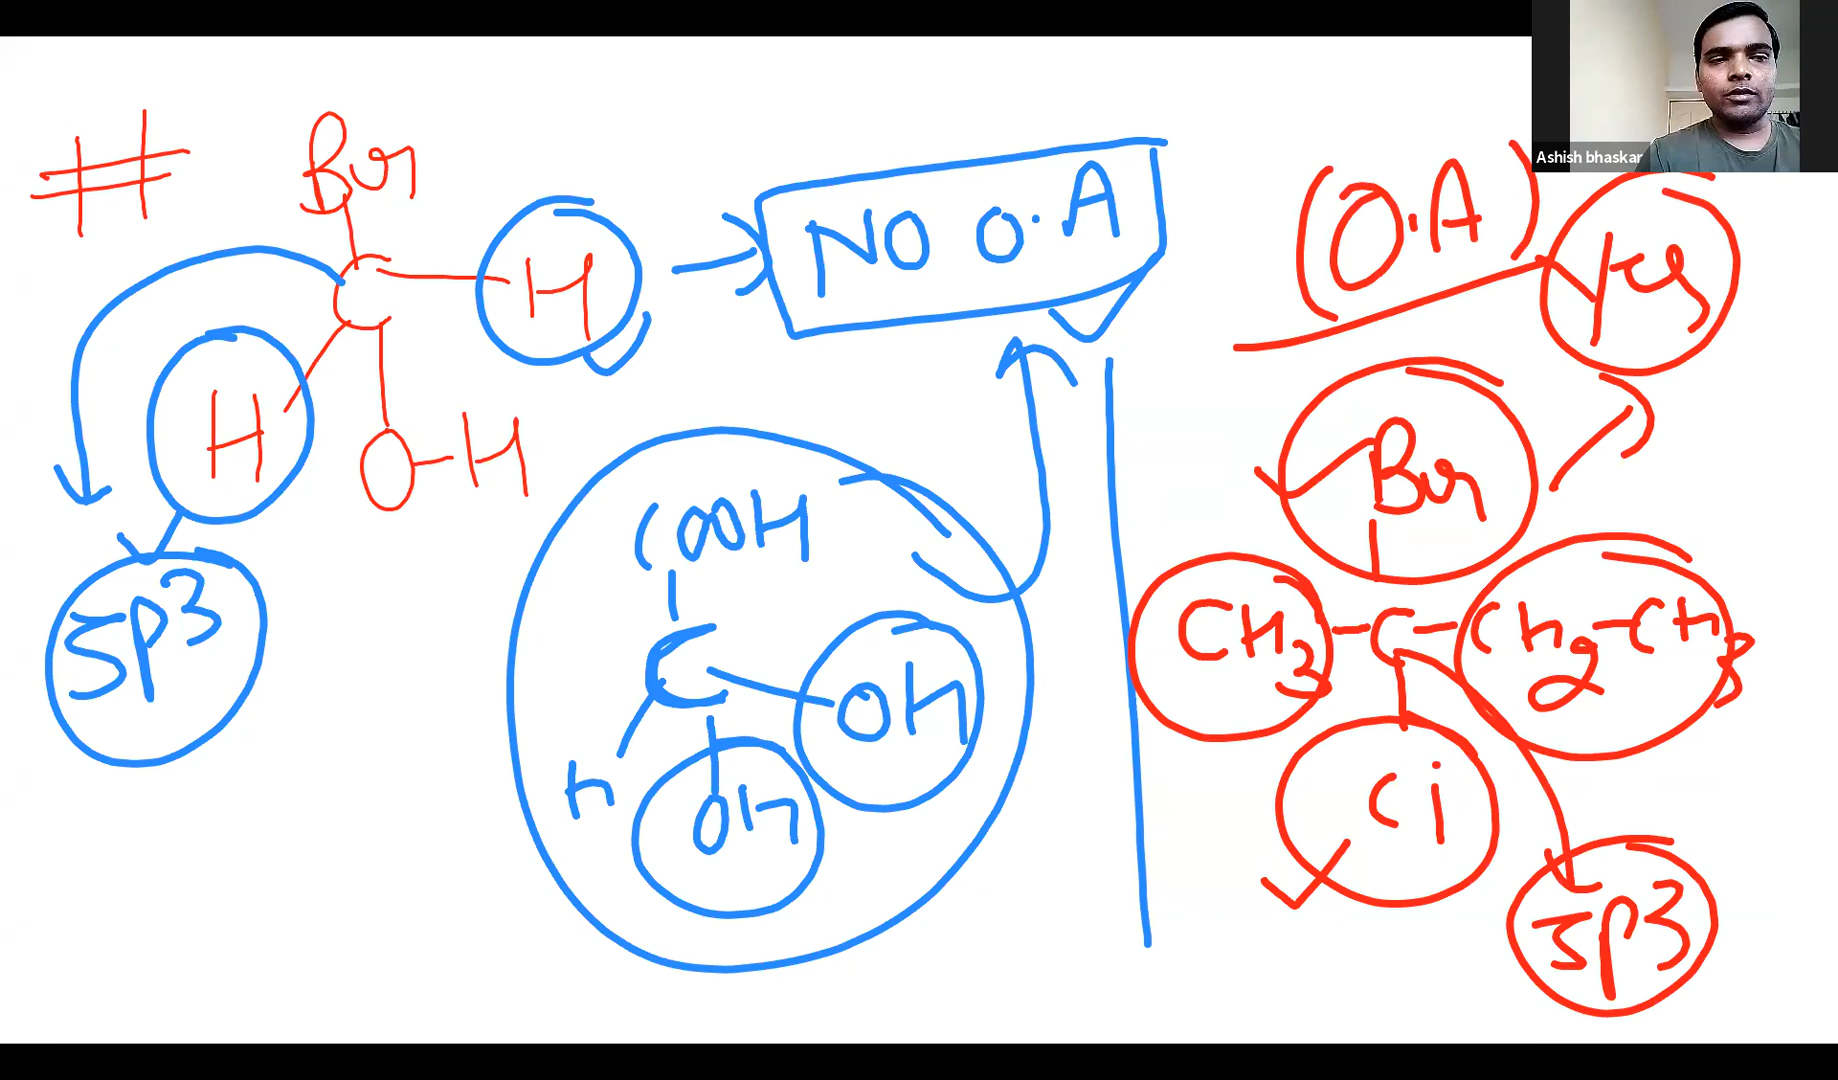 Ashish bhaskar
#
Br
C
H
H
O-H
sp3
NO O.A
COOH
C
OH
H
OH
(O.A)
Yes
Br
CH3-C-CH2-CH3
Cl
sp3